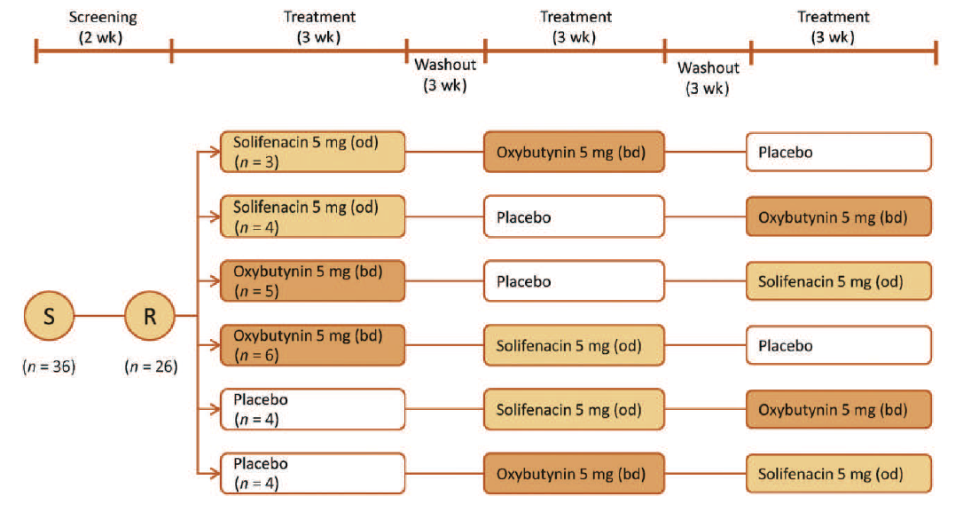 Screening
(2 wk)
Treatment
(3 wk)
Washout
(3 wk)
Treatment
(3 wk)
Washout
(3 wk)
Treatment
(3 wk)
S
(n = 36)
R
(n = 26)
Solifenacin 5 mg (od)
(n = 3)
Oxybutynin 5 mg (bd)
Placebo
Solifenacin 5 mg (od)
(n = 4)
Placebo
Oxybutynin 5 mg (bd)
Oxybutynin 5 mg (bd)
(n = 5)
Placebo
Solifenacin 5 mg (od)
Oxybutynin 5 mg (bd)
(n = 6)
Solifenacin 5 mg (od)
Placebo
Placebo
(n = 4)
Solifenacin 5 mg (od)
Oxybutynin 5 mg (bd)
Placebo
(n = 4)
Oxybutynin 5 mg (bd)
Solifenacin 5 mg (od)